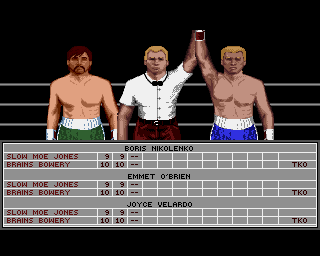 BORIS NIKOLENKO
SLOW MOE JONES 9 9 --
BRAINS BOWERY 10 10 -- TKO
EMMET O'BRIEN
SLOW MOE JONES 9 9 --
BRAINS BOWERY 10 10 -- TKO
JOYCE VELARDO
SLOW MOE JONES 9 9 --
BRAINS BOWERY 10 10 -- TKO